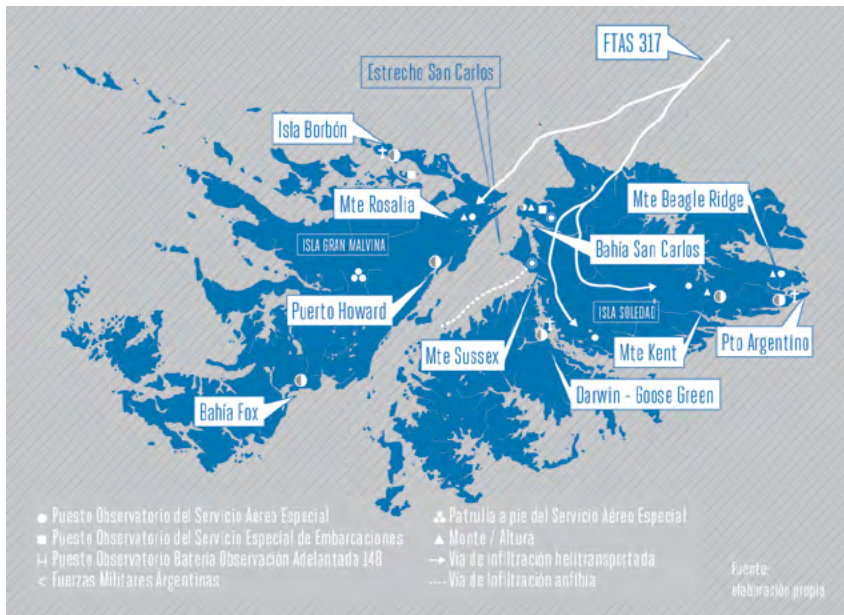 FTAS 317
Estrecho San Carlos
Isla Borbón
Mte Rosalia
Mte Beagle Ridge
ISLA GRAN MALVINA
Bahía San Carlos
Puerto Howard
ISLA SOLEDAD
Mte Sussex
Mte Kent
Pto Argentino
Darwin - Goose Green
Bahía Fox
Puesto Observatorio del Servicio Aéreo Especial
Puesto Observatorio del Servicio Especial de Embarcaciones
Puesto Observatorio Batería Observación Adelantada 148
Fuerzas Militares Argentinas
Patrulla a pie del Servicio Aéreo Especial
Monte / Altura
Vía de infiltración helitransportada
Vía de Infiltración anfibia
Fuente:
elaboración propia